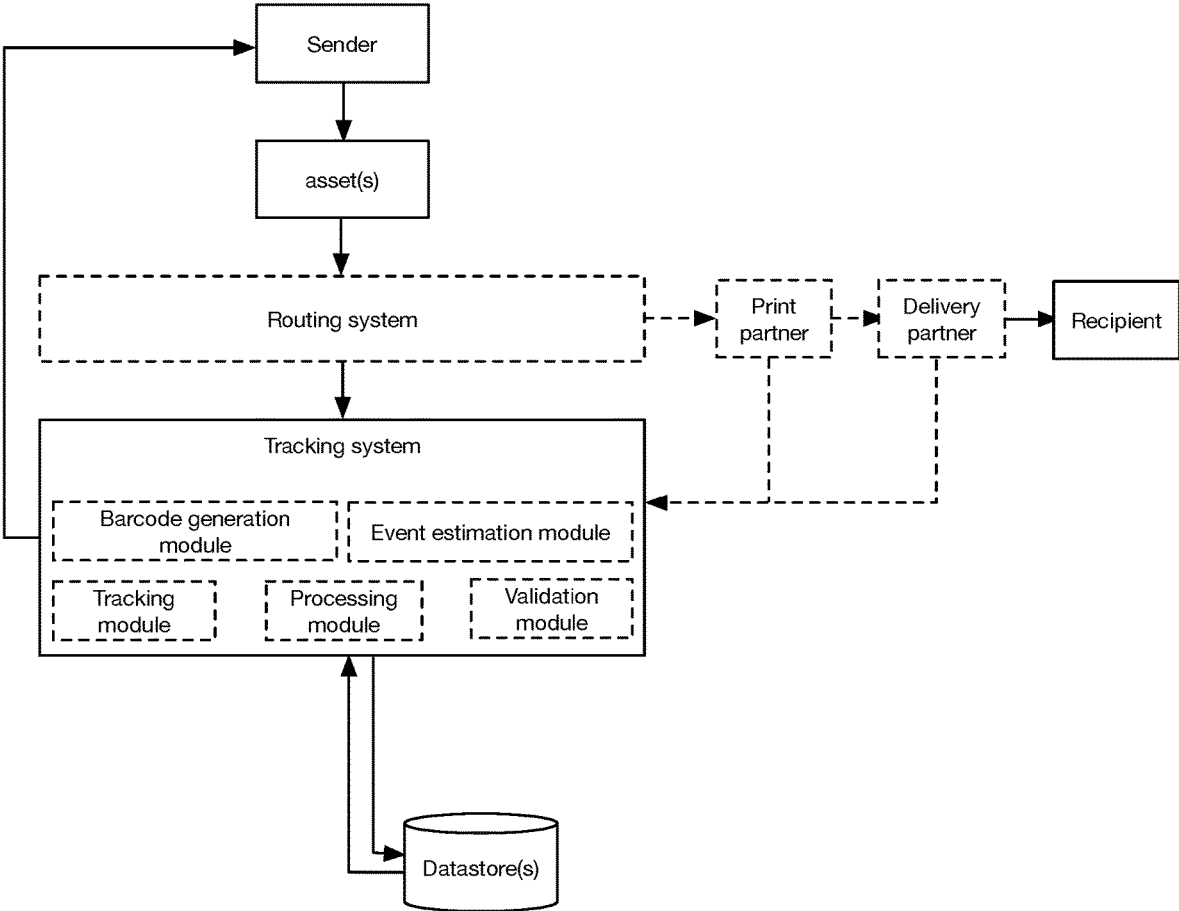 Sender
asset(s)
Routing system
Print
partner
Delivery
partner
Recipient
Tracking system
Barcode generation
module
Event estimation module
Tracking
module
Processing
module
Validation
module
Datastore(s)